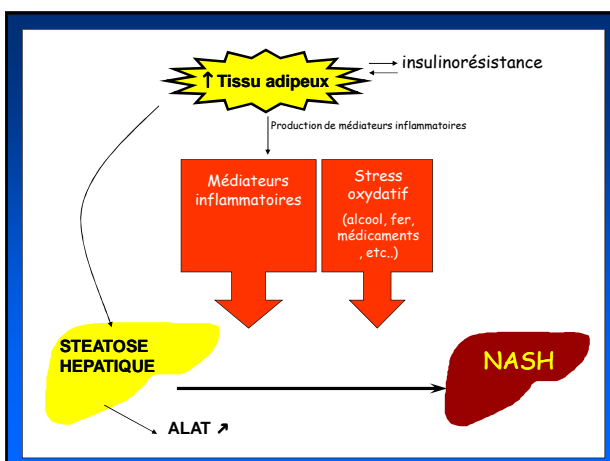 ↑ Tissu adipeux
insulinorésistance
Production de médiateurs inflammatoires
Médiateurs
inflammatoires
Stress
oxydatif
(alcool, fer,
médicaments
, etc..)
STEATOSE
HEPATIQUE
NASH
ALAT ↗